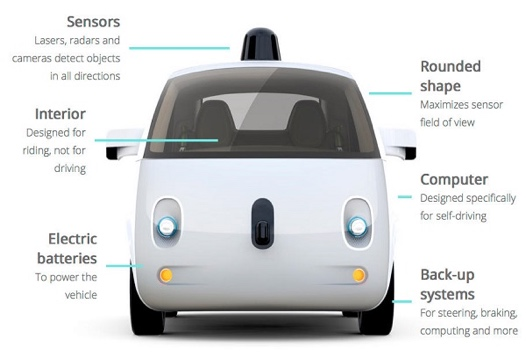 Sensors
Lasers, radars and
cameras detect objects
in all directions
Interior
Designed for
riding, not for
driving
Electric
batteries
To power the
vehicle
Rounded
shape
Maximizes sensor
field of view
Computer
Designed specifically
for self-driving
Back-up
systems
For steering, braking,
computing and more